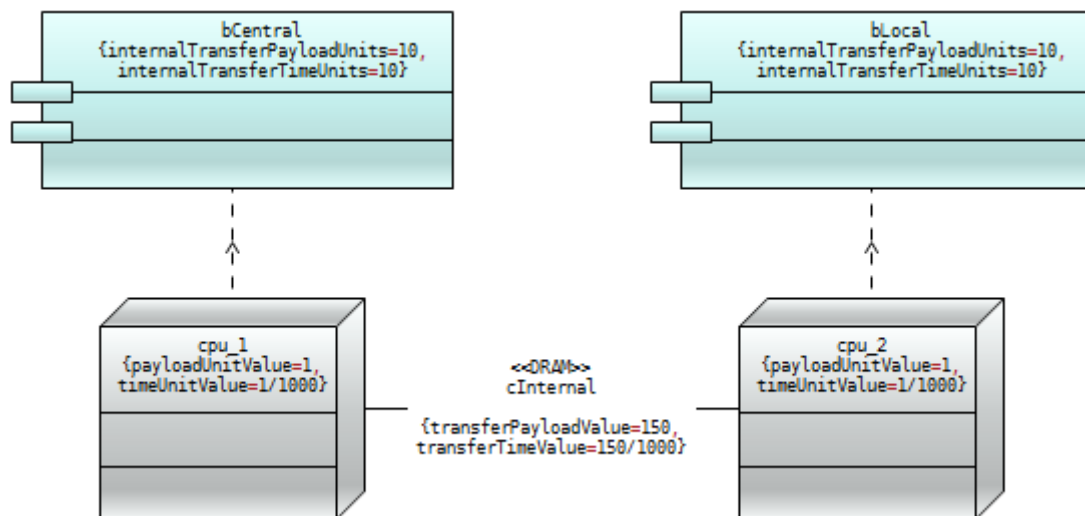 bCentral
{internalTransferPayloadUnits=10,
internalTransferTimeUnits=10}
bLocal
{internalTransferPayloadUnits=10,
internalTransferTimeUnits=10}
cpu_1
{payloadUnitValue=1,
timeUnitValue=1/1000}
<<DRAM>>
cInternal
{transferPayloadValue=150,
transferTimeValue=150/1000}
cpu_2
{payloadUnitValue=1,
timeUnitValue=1/1000}